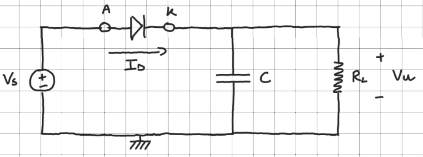 A K
I_D
V_S + - C R_L + V_u -